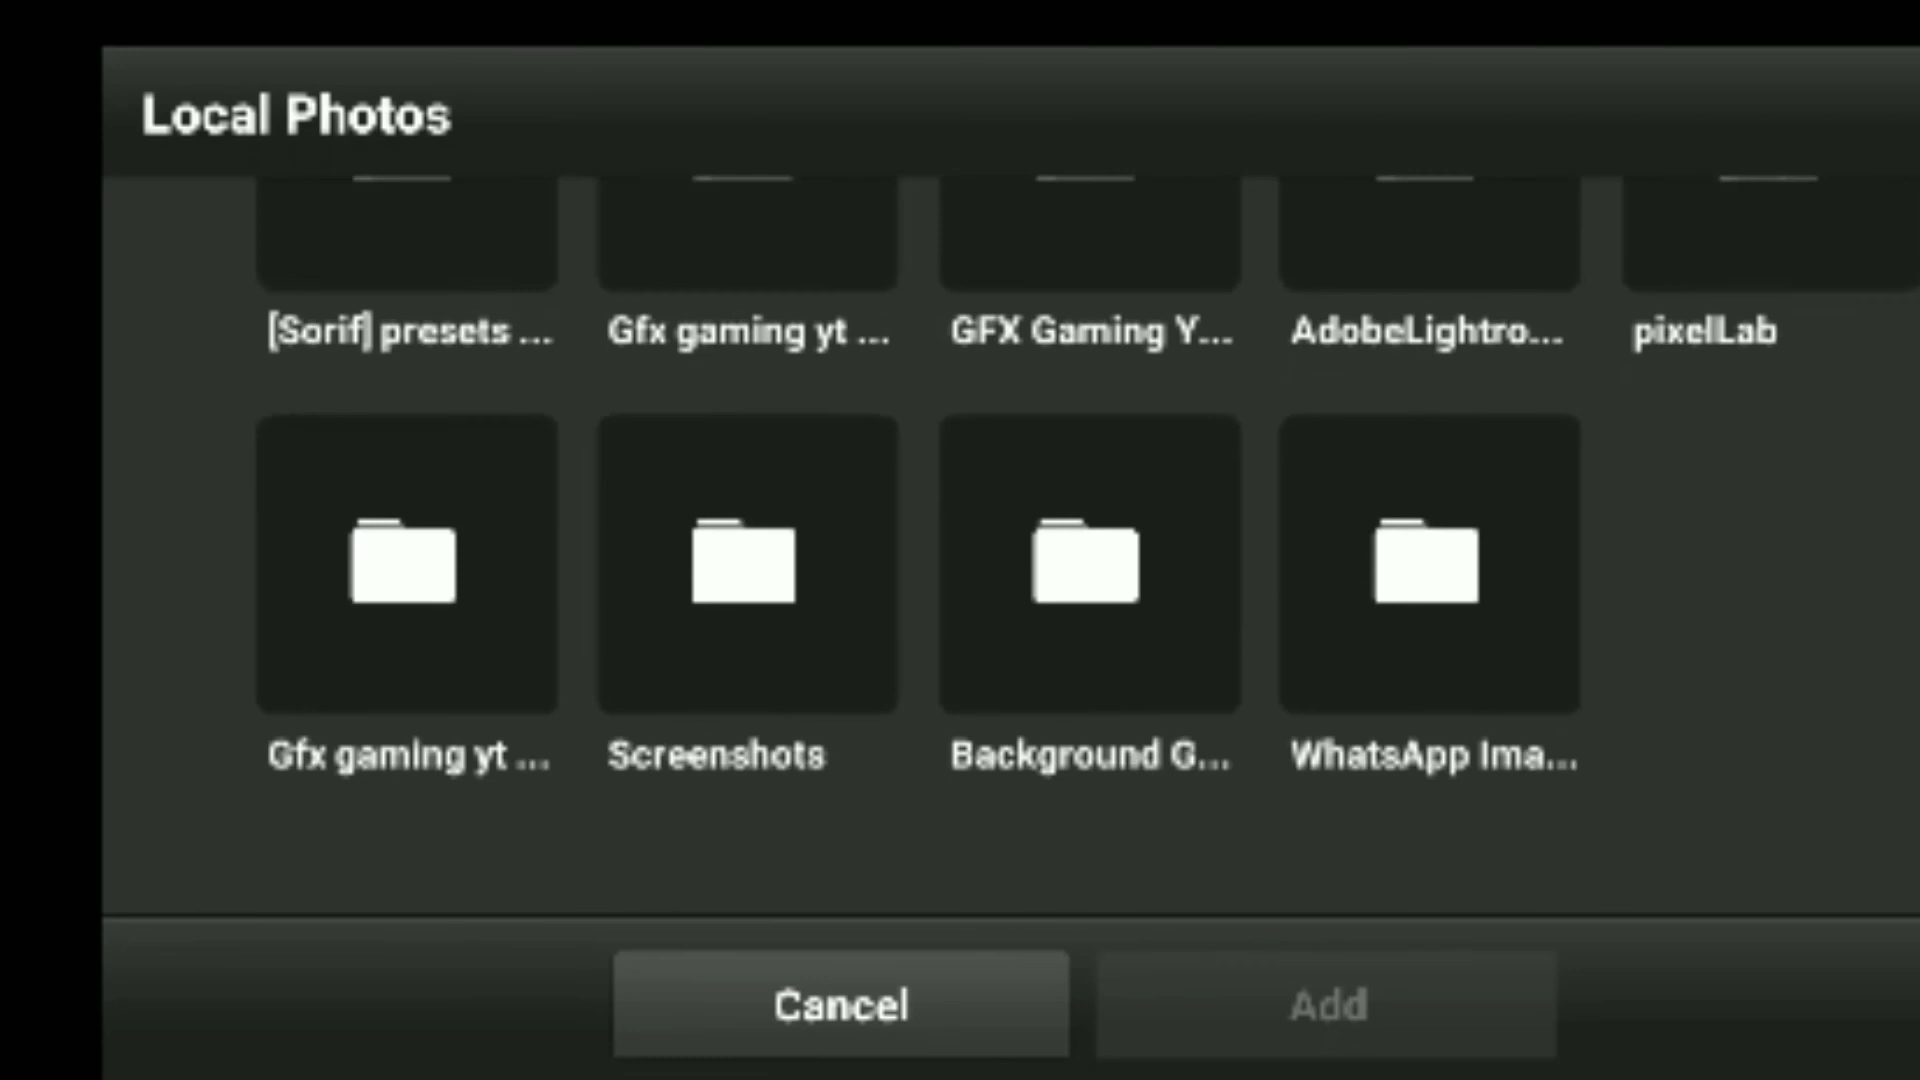 Local Photos
[Sorif] presets ...
Gfx gaming yt ...
GFX Gaming Y...
AdobeLightro...
pixelLab
Gfx gaming yt ...
Screenshots
Background G...
WhatsApp Ima...
Cancel
Add